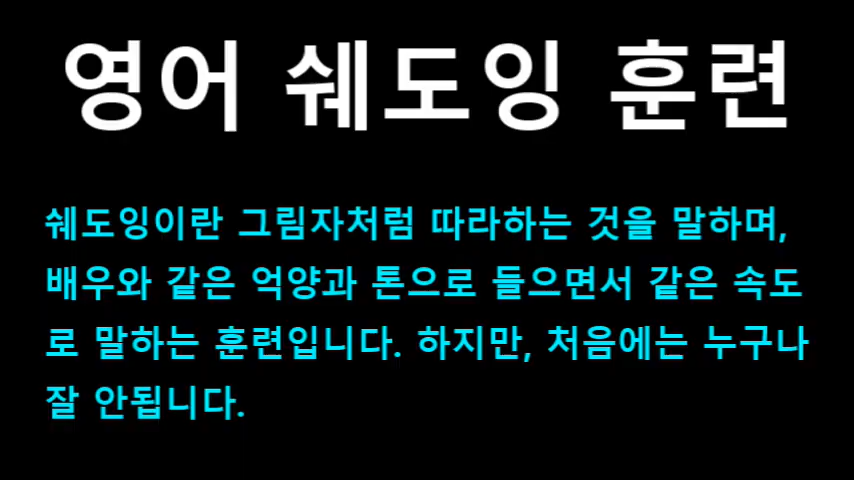 영어 쉐도잉 훈련
쉐도잉이란 그림자처럼 따라하는 것을 말하며,
배우와 같은 억양과 톤으로 들으면서 같은 속도
로 말하는 훈련입니다. 하지만, 처음에는 누구나
잘 안됩니다.